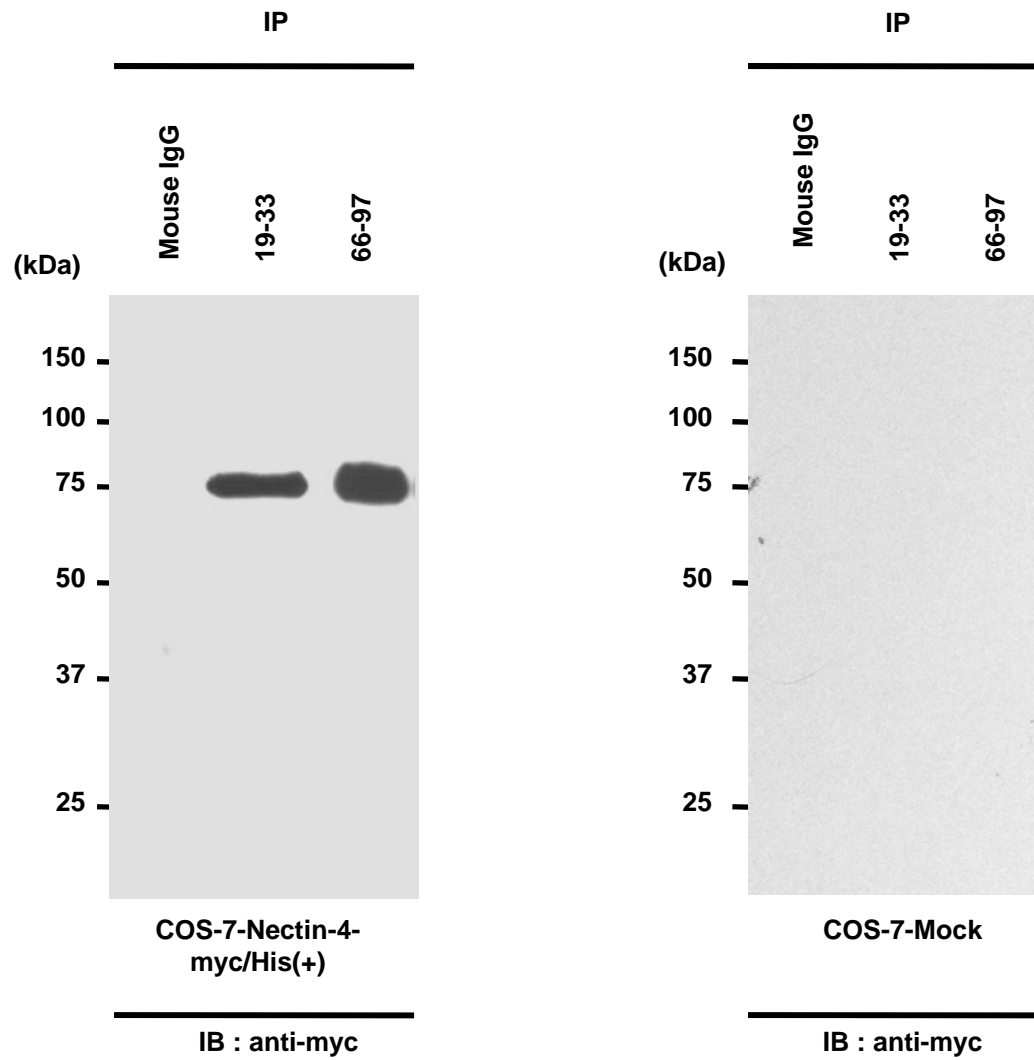 IP
Mouse IgG
19-33
66-97
(kDa)
150
100
75
50
37
25
COS-7-Nectin-4-
myc/His(+)
IB : anti-myc
IP
Mouse IgG
19-33
66-97
(kDa)
150
100
75
50
37
25
COS-7-Mock
IB : anti-myc